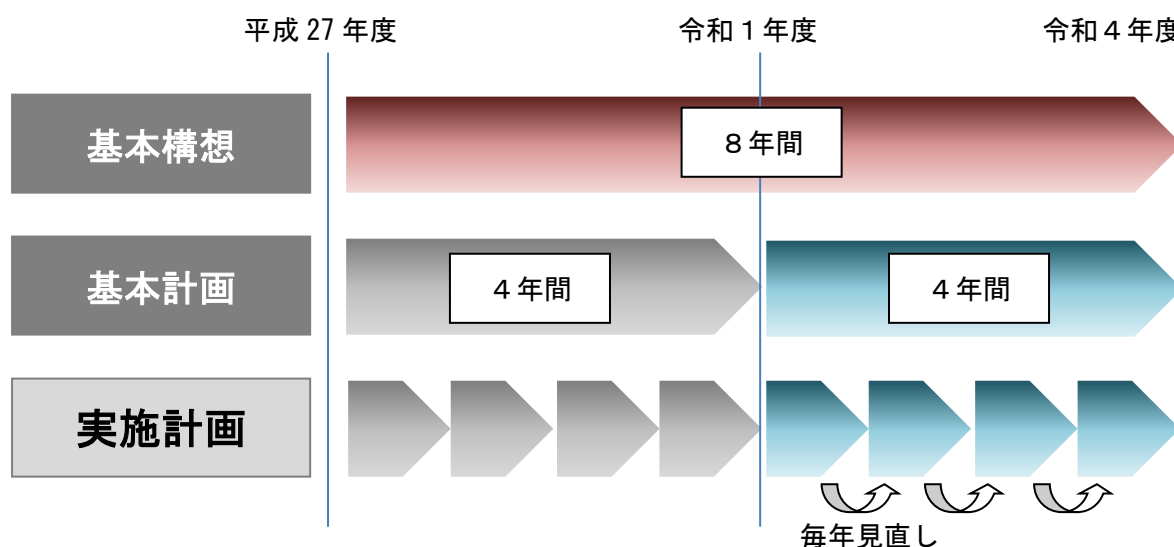 平成 27 年度
令和１年度
令和４年度
基本構想
８年間
基本計画
４年間
４年間
実施計画
毎年見直し